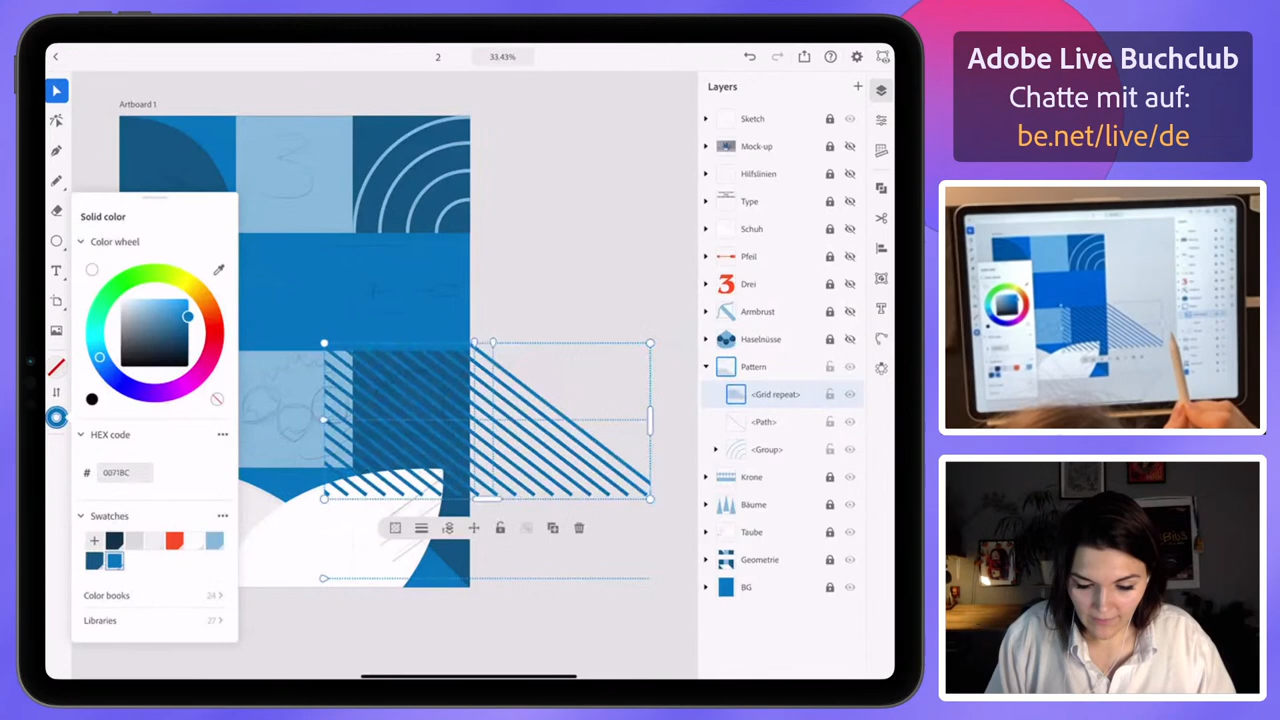 2
33.43%
Artboard 1
Solid color
Color wheel
HEX code
# 0071BC
Swatches
Color books 24
Libraries 27
Layers
Sketch
Mock-up
Hilfslinien
Type
Schuh
Pfeil
3 Drei
Armbrust
Haselnüsse
Pattern
<Grid repeat>
<Path>
<Group>
Krone
Bäume
Taube
Geometrie
BG
T
Adobe Live Buchclub
Chatte mit auf:
be.net/live/de